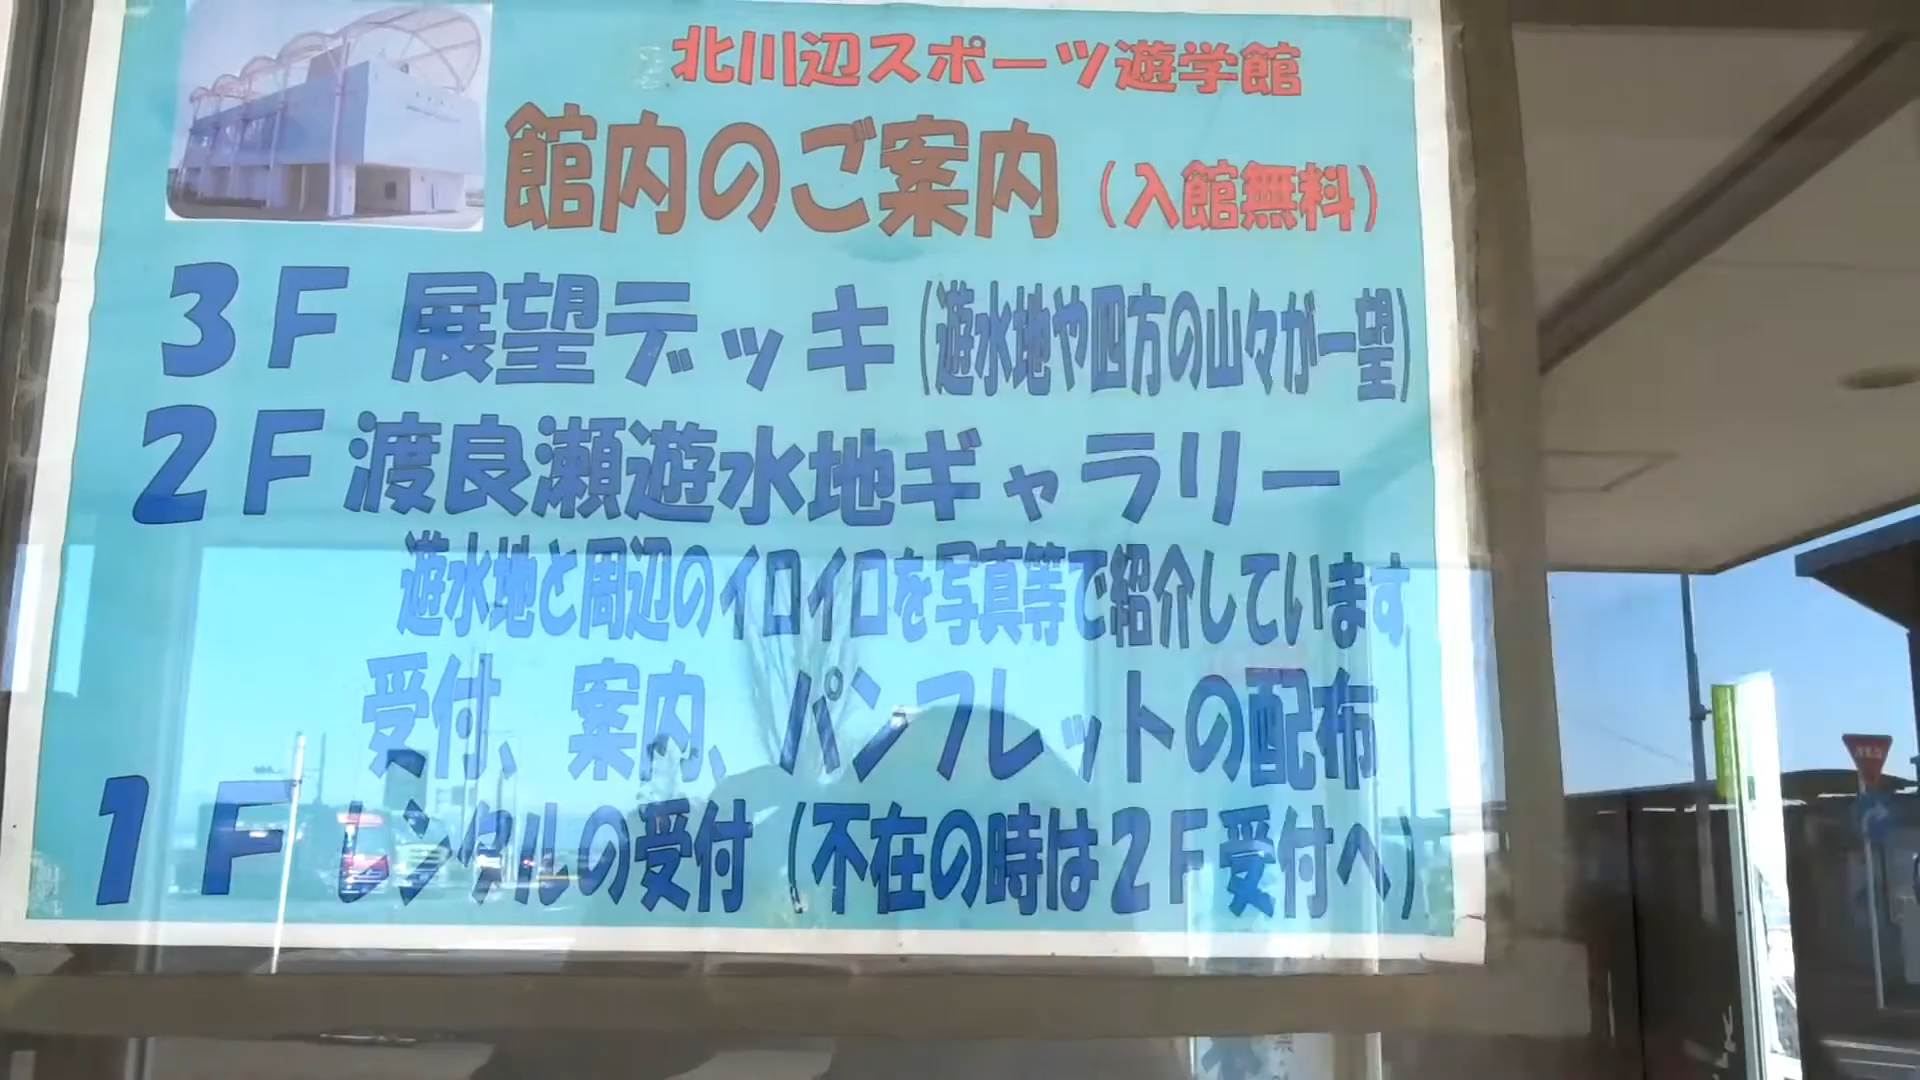 北川辺スポーツ遊学館
館内のご案内（入館無料）
3F 展望デッキ（遊水地や四方の山々が一望）
2F 渡良瀬遊水地ギャラリー
遊水地と周辺のイロイロを写真等で紹介しています
受付、案内、パンフレットの配布
1F レンタルの受付（不在の時は2F受付へ）